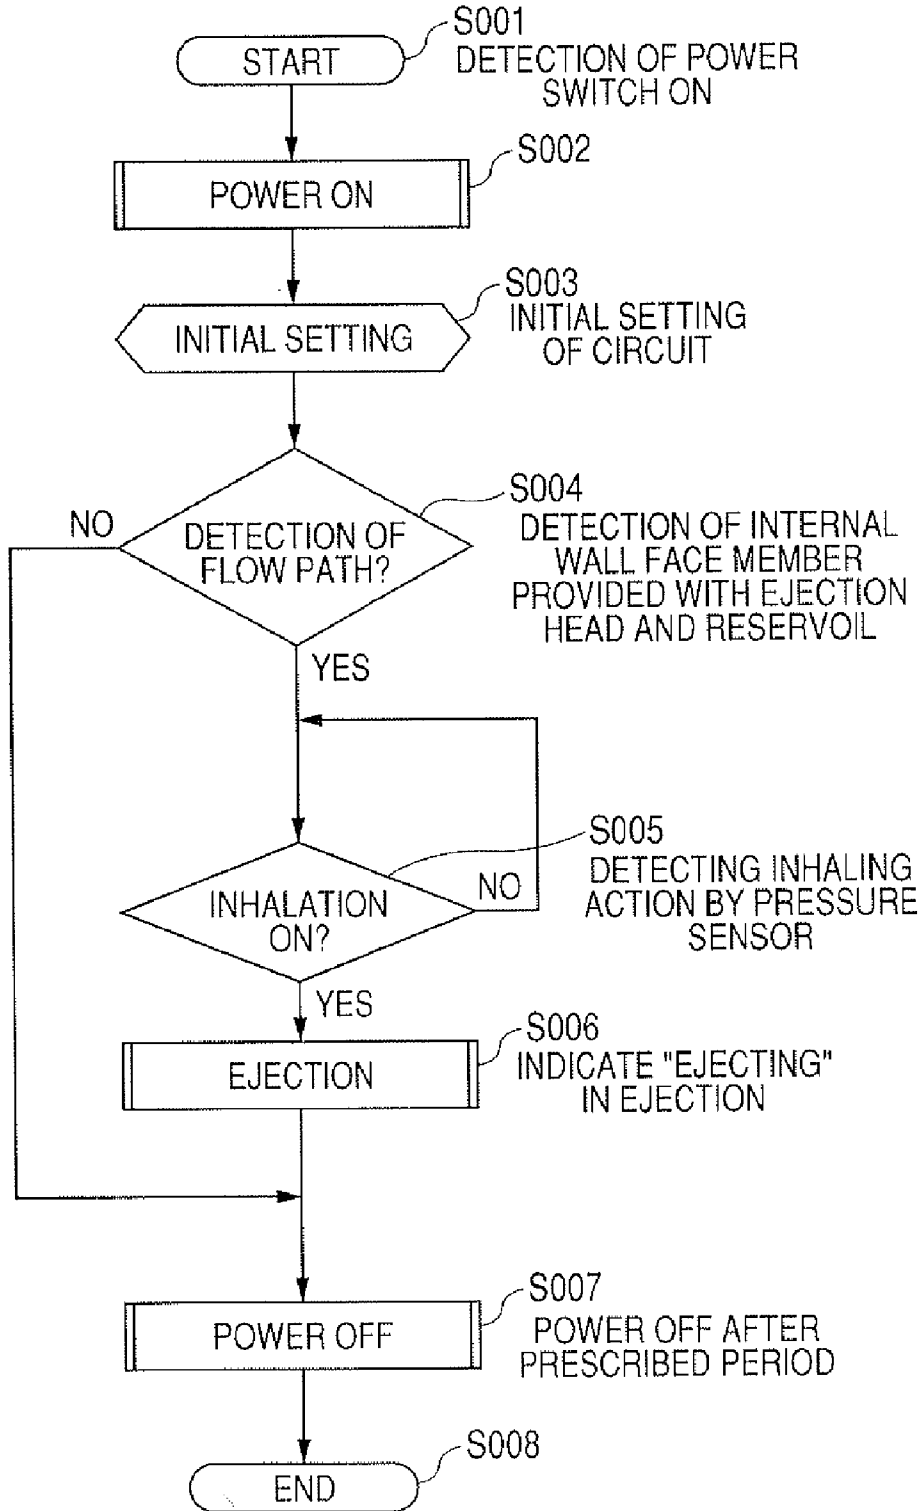 S001
START
DETECTION OF POWER
SWITCH ON
S002
POWER ON
S003
INITIAL SETTING
INITIAL SETTING
OF CIRCUIT
S004
NO
DETECTION OF
FLOW PATH?
DETECTION OF INTERNAL
WALL FACE MEMBER
PROVIDED WITH EJECTION
HEAD AND RESERVOIL
YES
S005
INHALATION
ON?
NO
DETECTING INHALING
ACTION BY PRESSURE
SENSOR
YES
S006
EJECTION
INDICATE "EJECTING"
IN EJECTION
S007
POWER OFF
POWER OFF AFTER
PRESCRIBED PERIOD
S008
END